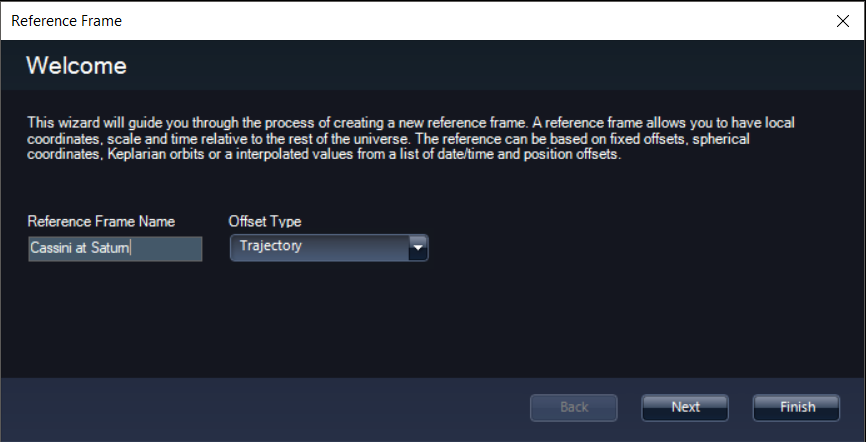 Reference Frame
Welcome
This wizard will guide you through the process of creating a new reference frame. A reference frame allows you to have local
coordinates, scale and time relative to the rest of the universe. The reference can be based on fixed offsets, spherical
coordinates, Keplarian orbits or a interpolated values from a list of date/time and position offsets.
Reference Frame Name Offset Type
Cassini at Saturn Trajectory
Back Next Finish